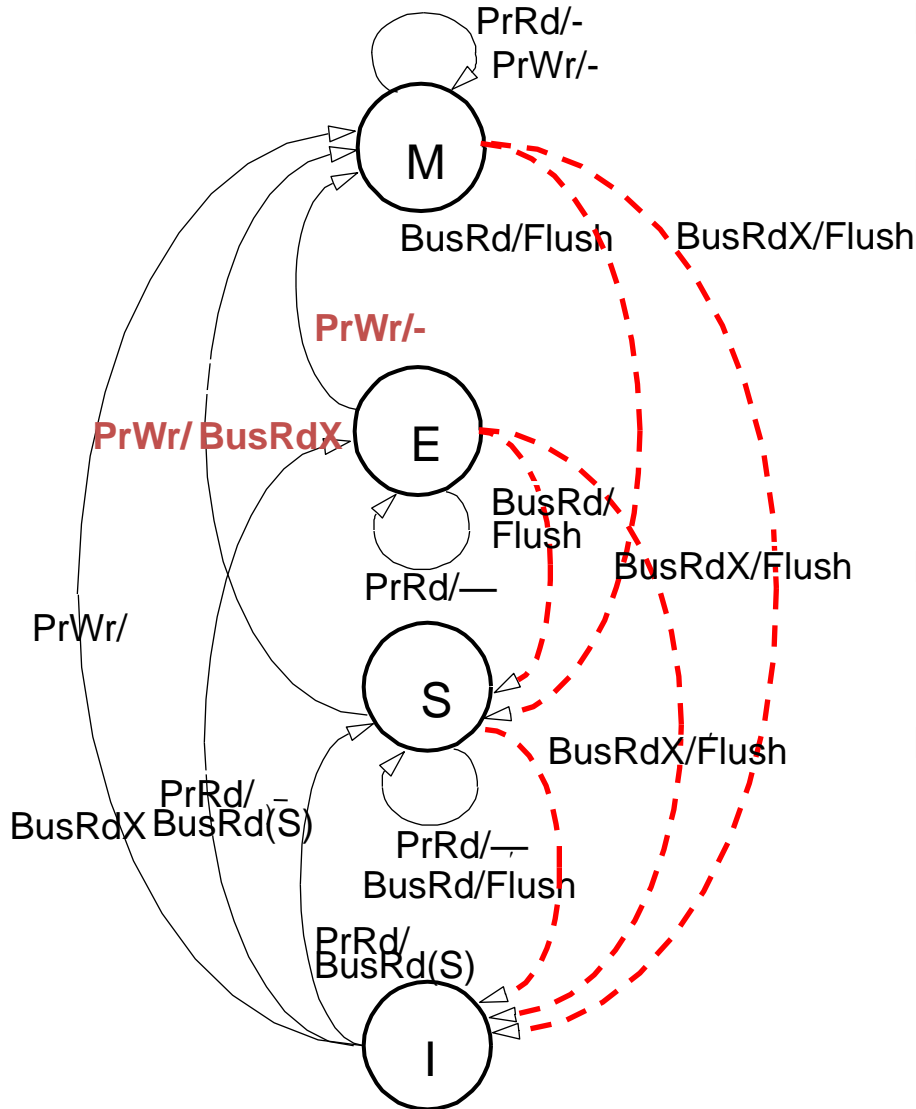 PrRd/-
PrWr/-
M
BusRd/Flush
BusRdX/Flush
PrWr/-
PrWr/ BusRdX
E
BusRd/
Flush
BusRdX/Flush
PrRd/—
PrWr/
S
BusRdX/Flush
PrRd/
BusRd(S̅)
BusRdX
PrRd/—
BusRd/Flush
PrRd/
BusRd(S)
I